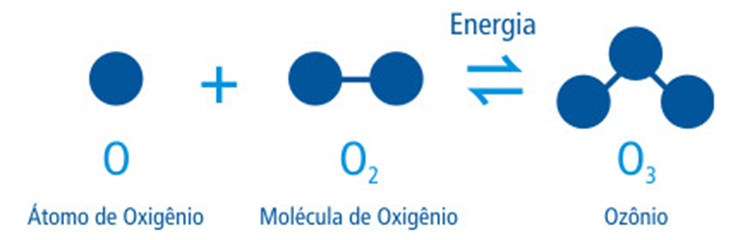 Energia
+
O
O₂
O₃
Átomo de Oxigênio
Molécula de Oxigênio
Ozônio